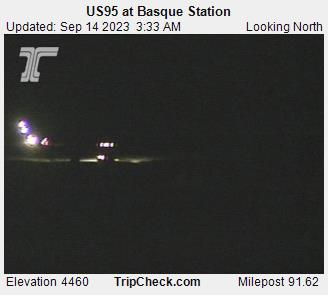 US95 at Basque Station
Updated: Sep 14 2023 3:33 AM Looking North
Elevation 4460 TripCheck.com Milepost 91.62